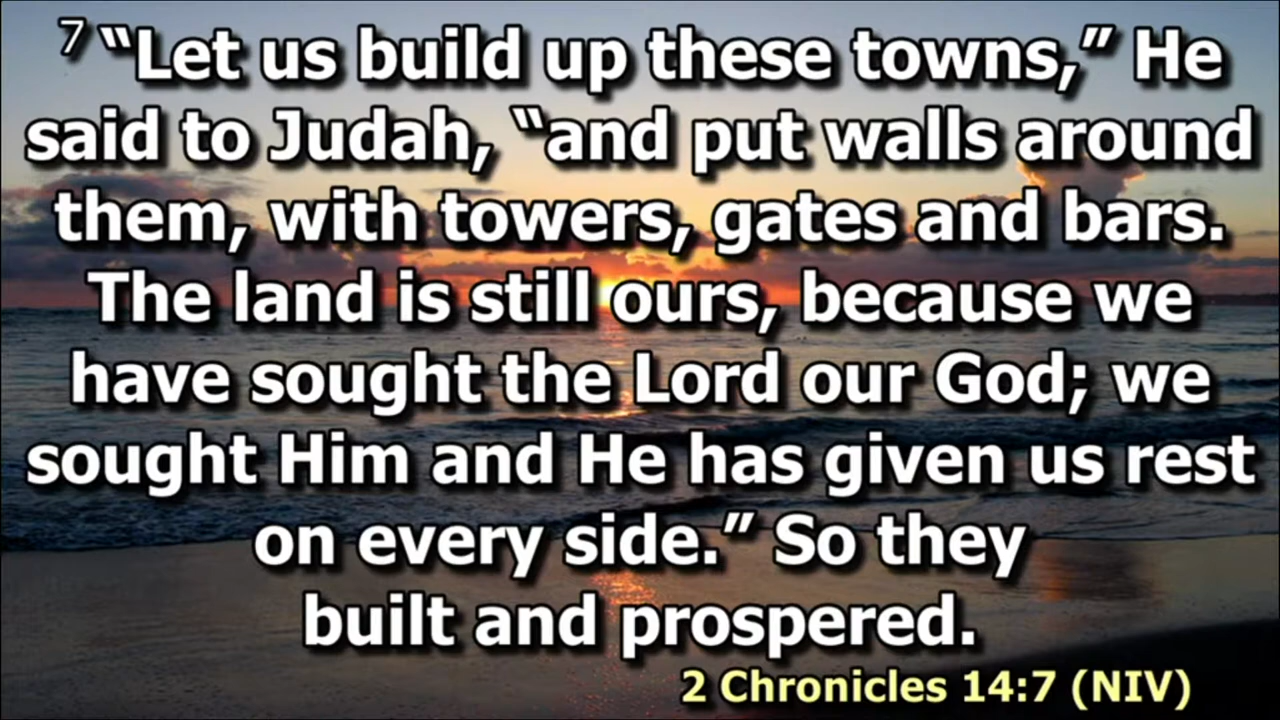 7 “Let us build up these towns,” He
said to Judah, “and put walls around
them, with towers, gates and bars.
The land is still ours, because we
have sought the Lord our God; we
sought Him and He has given us rest
on every side.” So they
built and prospered.
2 Chronicles 14:7 (NIV)